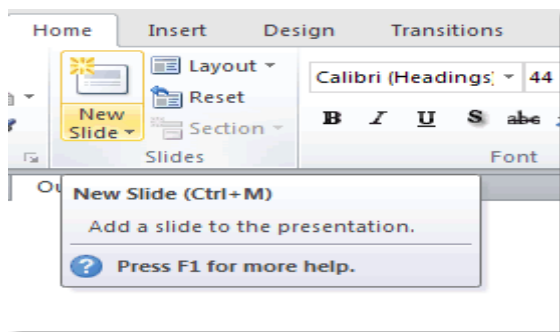 Home Insert Design Transitions
Layout
Calibri (Headings) 44
Reset
New
Slide
Section
B I U S abc
Slides
Font
Ou
New Slide (Ctrl+M)
Add a slide to the presentation.
Press F1 for more help.